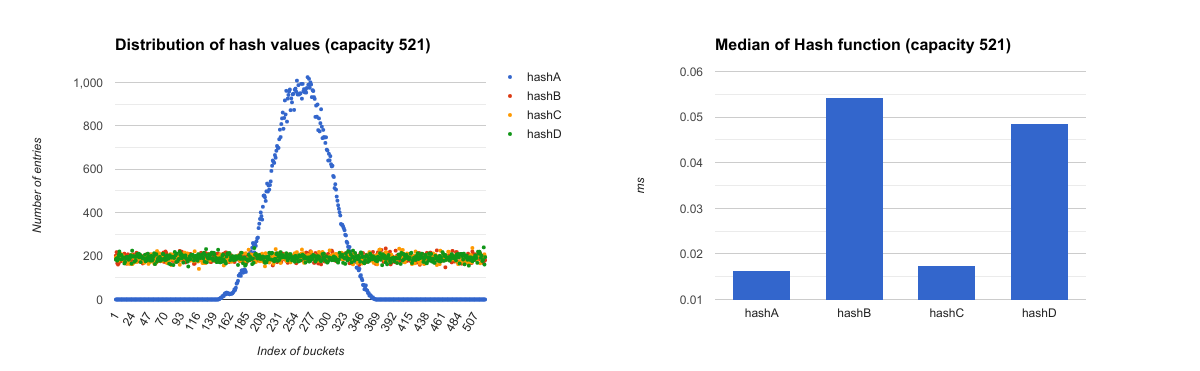 Distribution of hash values (capacity 521)
1,000
800
600
400
200
0
Number of entries
1 24 47 70 93 116 139 162 185 208 231 254 277 300 323 346 369 392 415 438 461 484 507
Index of buckets
hashA
hashB
hashC
hashD
Median of Hash function (capacity 521)
0.06
0.05
0.04
0.03
0.02
0.01
ms
hashA hashB hashC hashD